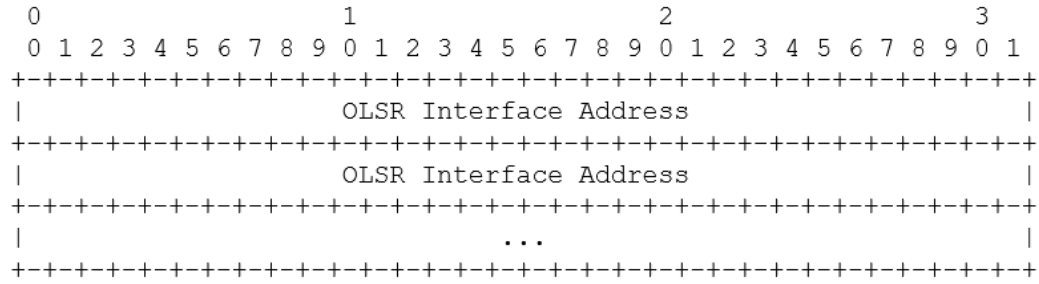 0                   1                   2                   3
0 1 2 3 4 5 6 7 8 9 0 1 2 3 4 5 6 7 8 9 0 1 2 3 4 5 6 7 8 9 0 1
+-+-+-+-+-+-+-+-+-+-+-+-+-+-+-+-+-+-+-+-+-+-+-+-+-+-+-+-+-+-+-+-+
|                    OLSR Interface Address                     |
+-+-+-+-+-+-+-+-+-+-+-+-+-+-+-+-+-+-+-+-+-+-+-+-+-+-+-+-+-+-+-+-+
|                    OLSR Interface Address                     |
+-+-+-+-+-+-+-+-+-+-+-+-+-+-+-+-+-+-+-+-+-+-+-+-+-+-+-+-+-+-+-+-+
|                              ...                              |
+-+-+-+-+-+-+-+-+-+-+-+-+-+-+-+-+-+-+-+-+-+-+-+-+-+-+-+-+-+-+-+-+